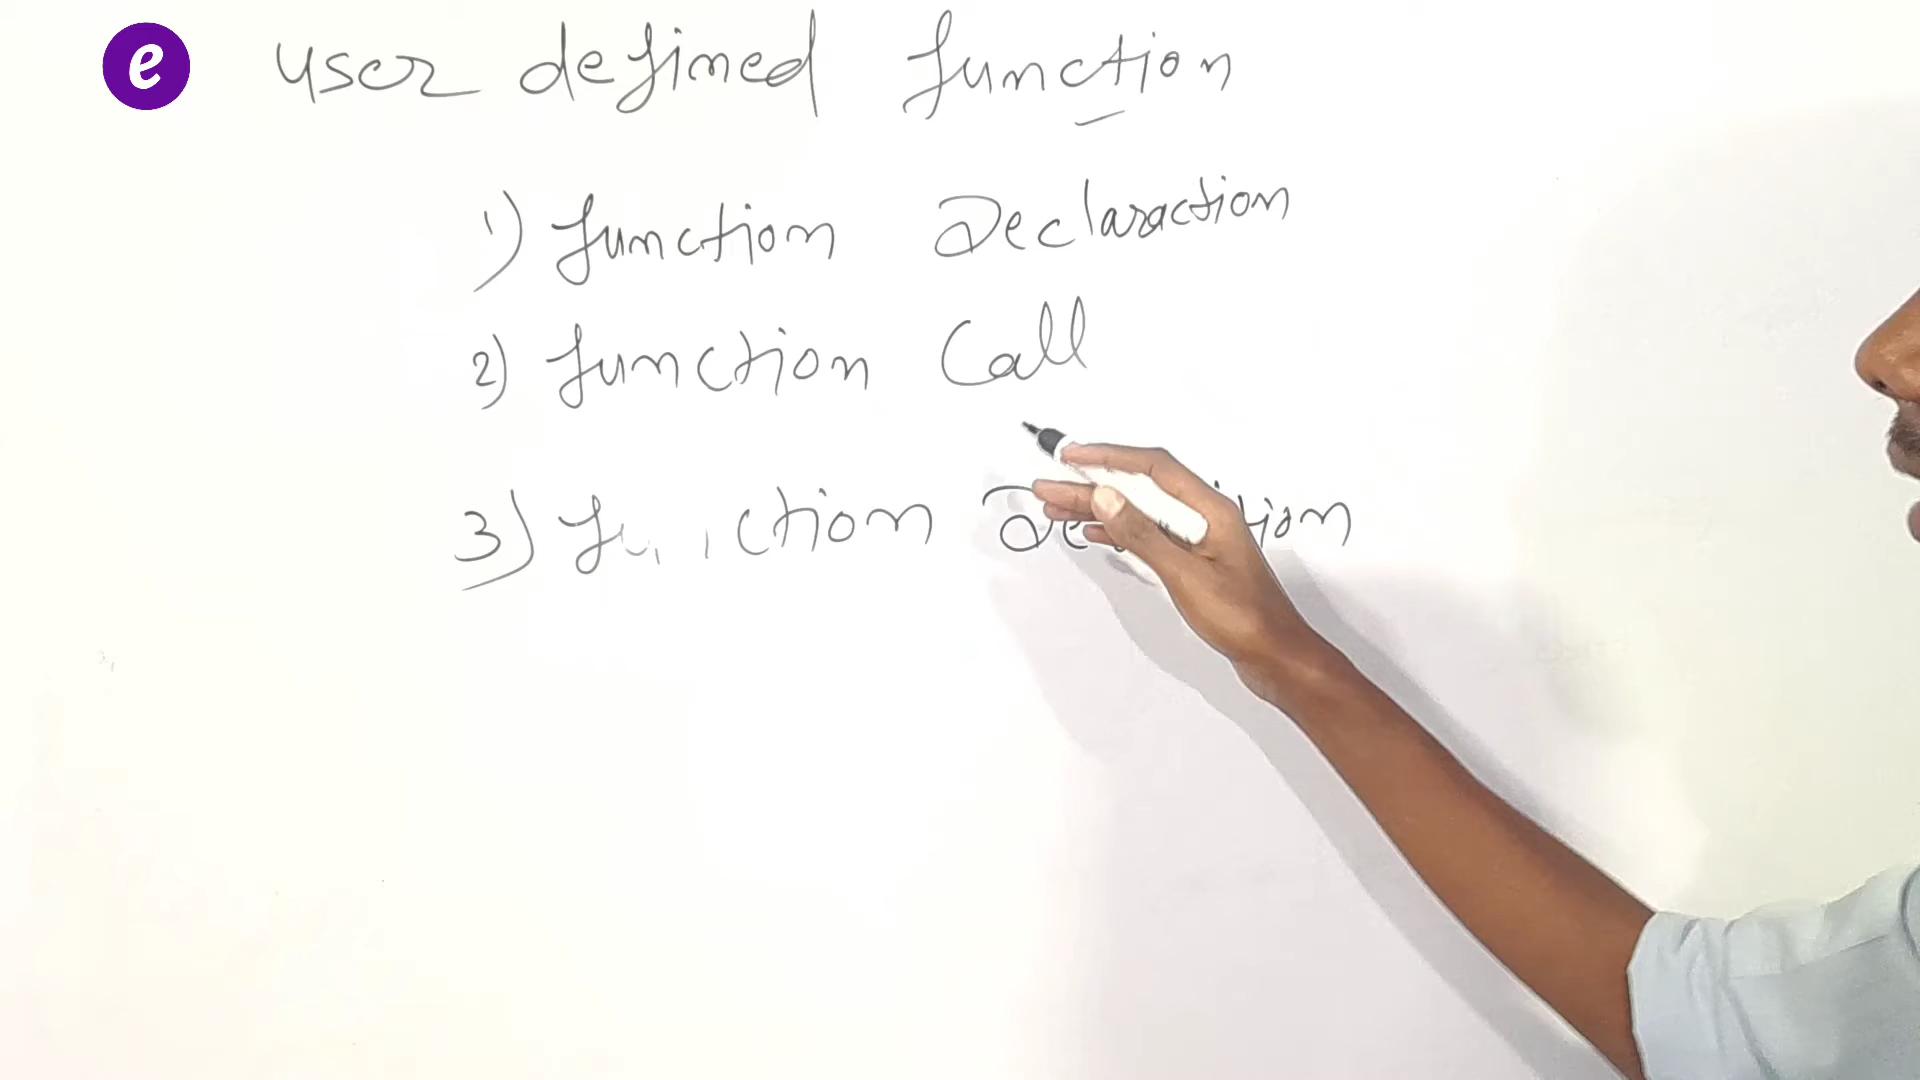 e user defined function
1) function Declaraction
2) function Call
3) function